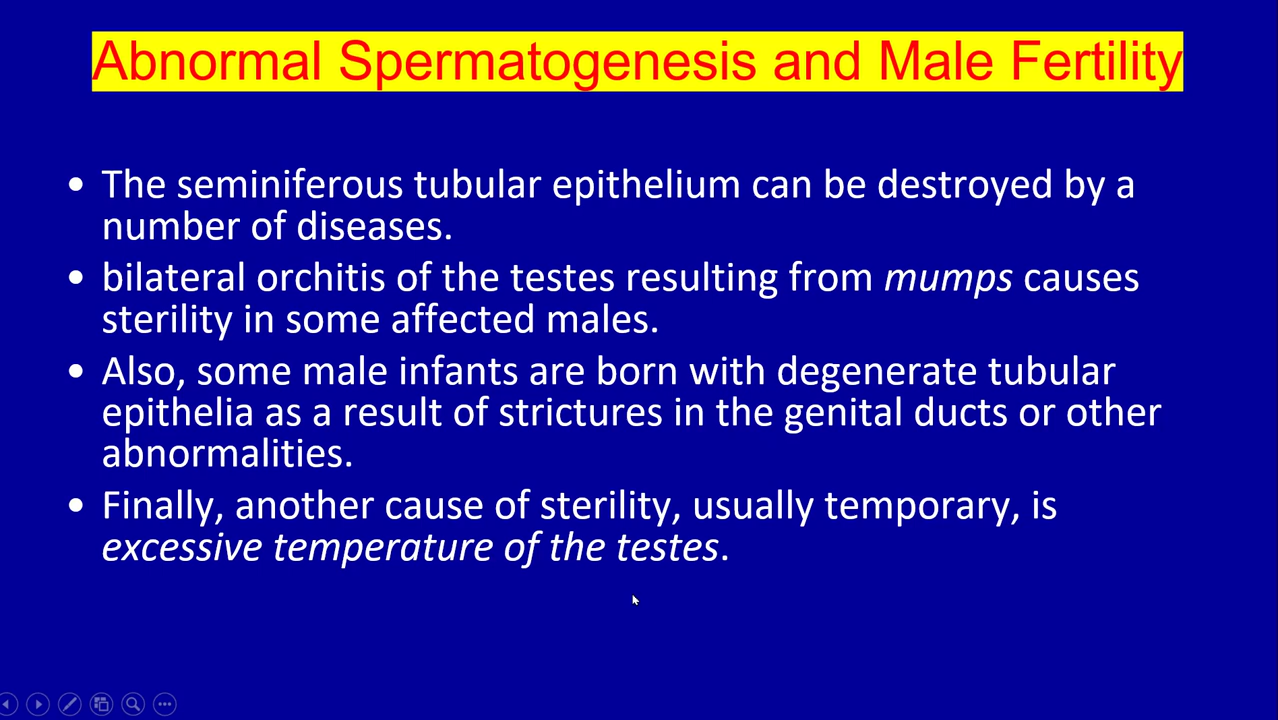 Abnormal Spermatogenesis and Male Fertility
• The seminiferous tubular epithelium can be destroyed by a
number of diseases.
• bilateral orchitis of the testes resulting from mumps causes
sterility in some affected males.
• Also, some male infants are born with degenerate tubular
epithelia as a result of strictures in the genital ducts or other
abnormalities.
• Finally, another cause of sterility, usually temporary, is
excessive temperature of the testes.